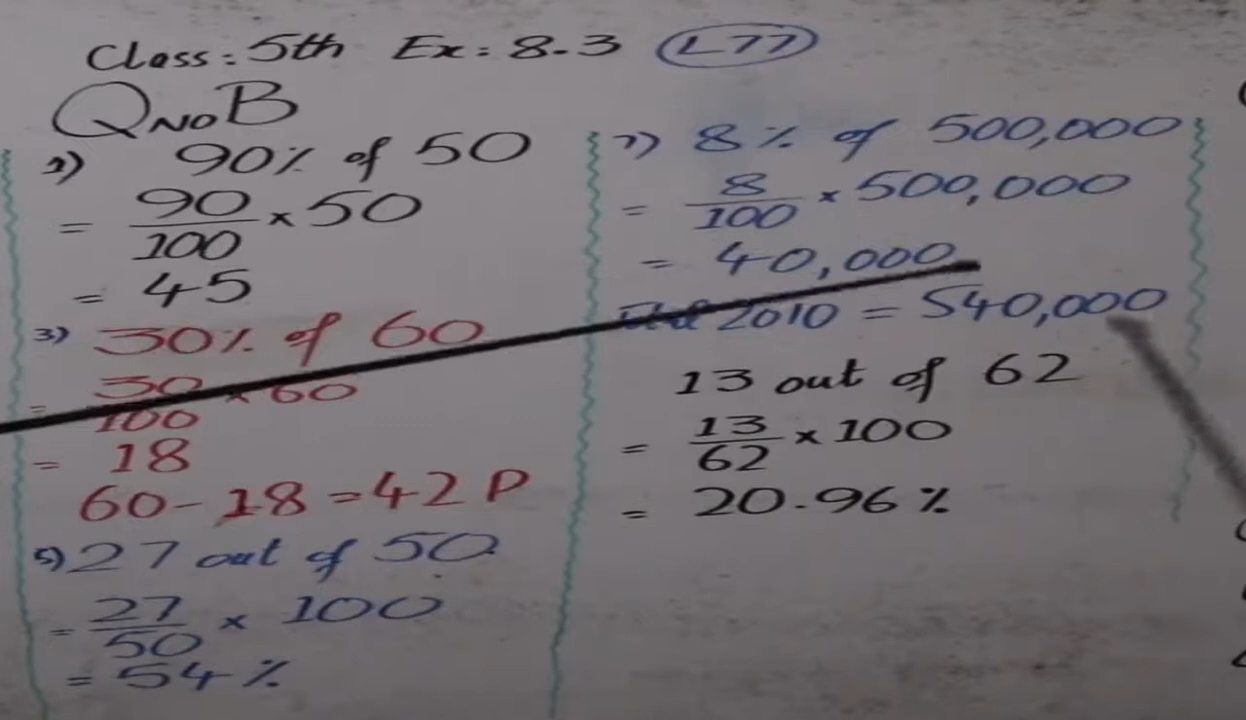 Class: 5th Ex: 8.3 L77
QNO B
1) 90% of 50
= 90/100 × 50
= 45
3) 30% of 60
= 30/100 × 60
= 18
60 - 18 = 42 P
5) 27 out of 50
= 27/50 × 100
= 54%
7) 8% of 500,000
= 8/100 × 500,000
= 40,000
2010 = 540,000
13 out of 62
= 13/62 × 100
= 20.96%